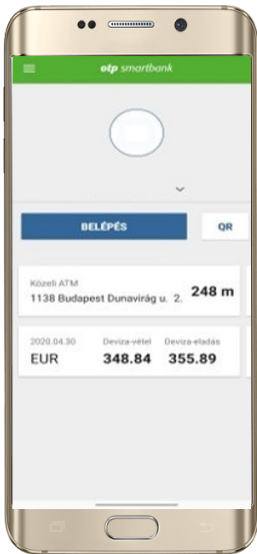 otp smartbank
BELÉPÉS QR
Közeli ATM
1138 Budapest Dunavirág u. 2. 248 m
2020.04.30 Deviza-vétel Deviza-eladás
EUR 348.84 355.89